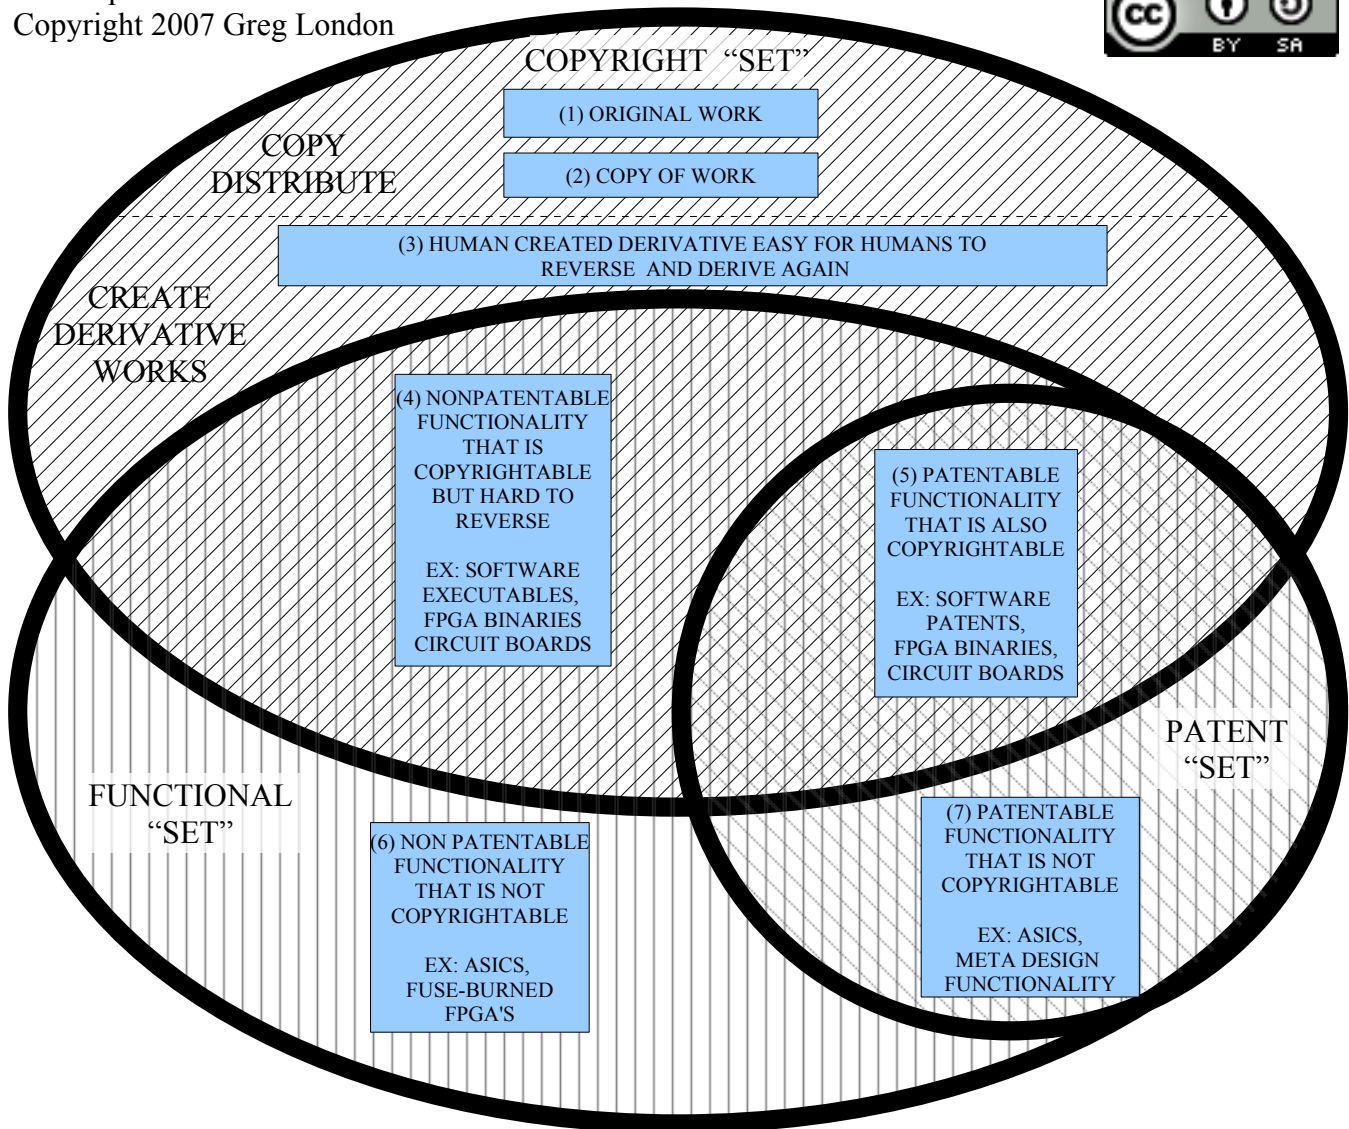 Copyright 2007 Greg London
cc
BY SA
COPYRIGHT “SET”
(1) ORIGINAL WORK
(2) COPY OF WORK
COPY
DISTRIBUTE
(3) HUMAN CREATED DERIVATIVE EASY FOR HUMANS TO
REVERSE AND DERIVE AGAIN
CREATE
DERIVATIVE
WORKS
(4) NONPATENTABLE
FUNCTIONALITY
THAT IS
COPYRIGHTABLE
BUT HARD TO
REVERSE
EX: SOFTWARE
EXECUTABLES,
FPGA BINARIES
CIRCUIT BOARDS
(5) PATENTABLE
FUNCTIONALITY
THAT IS ALSO
COPYRIGHTABLE
EX: SOFTWARE
PATENTS,
FPGA BINARIES,
CIRCUIT BOARDS
PATENT
“SET”
FUNCTIONAL
“SET”
(6) NON PATENTABLE
FUNCTIONALITY
THAT IS NOT
COPYRIGHTABLE
EX: ASICS,
FUSE-BURNED
FPGA'S
(7) PATENTABLE
FUNCTIONALITY
THAT IS NOT
COPYRIGHTABLE
EX: ASICS,
META DESIGN
FUNCTIONALITY